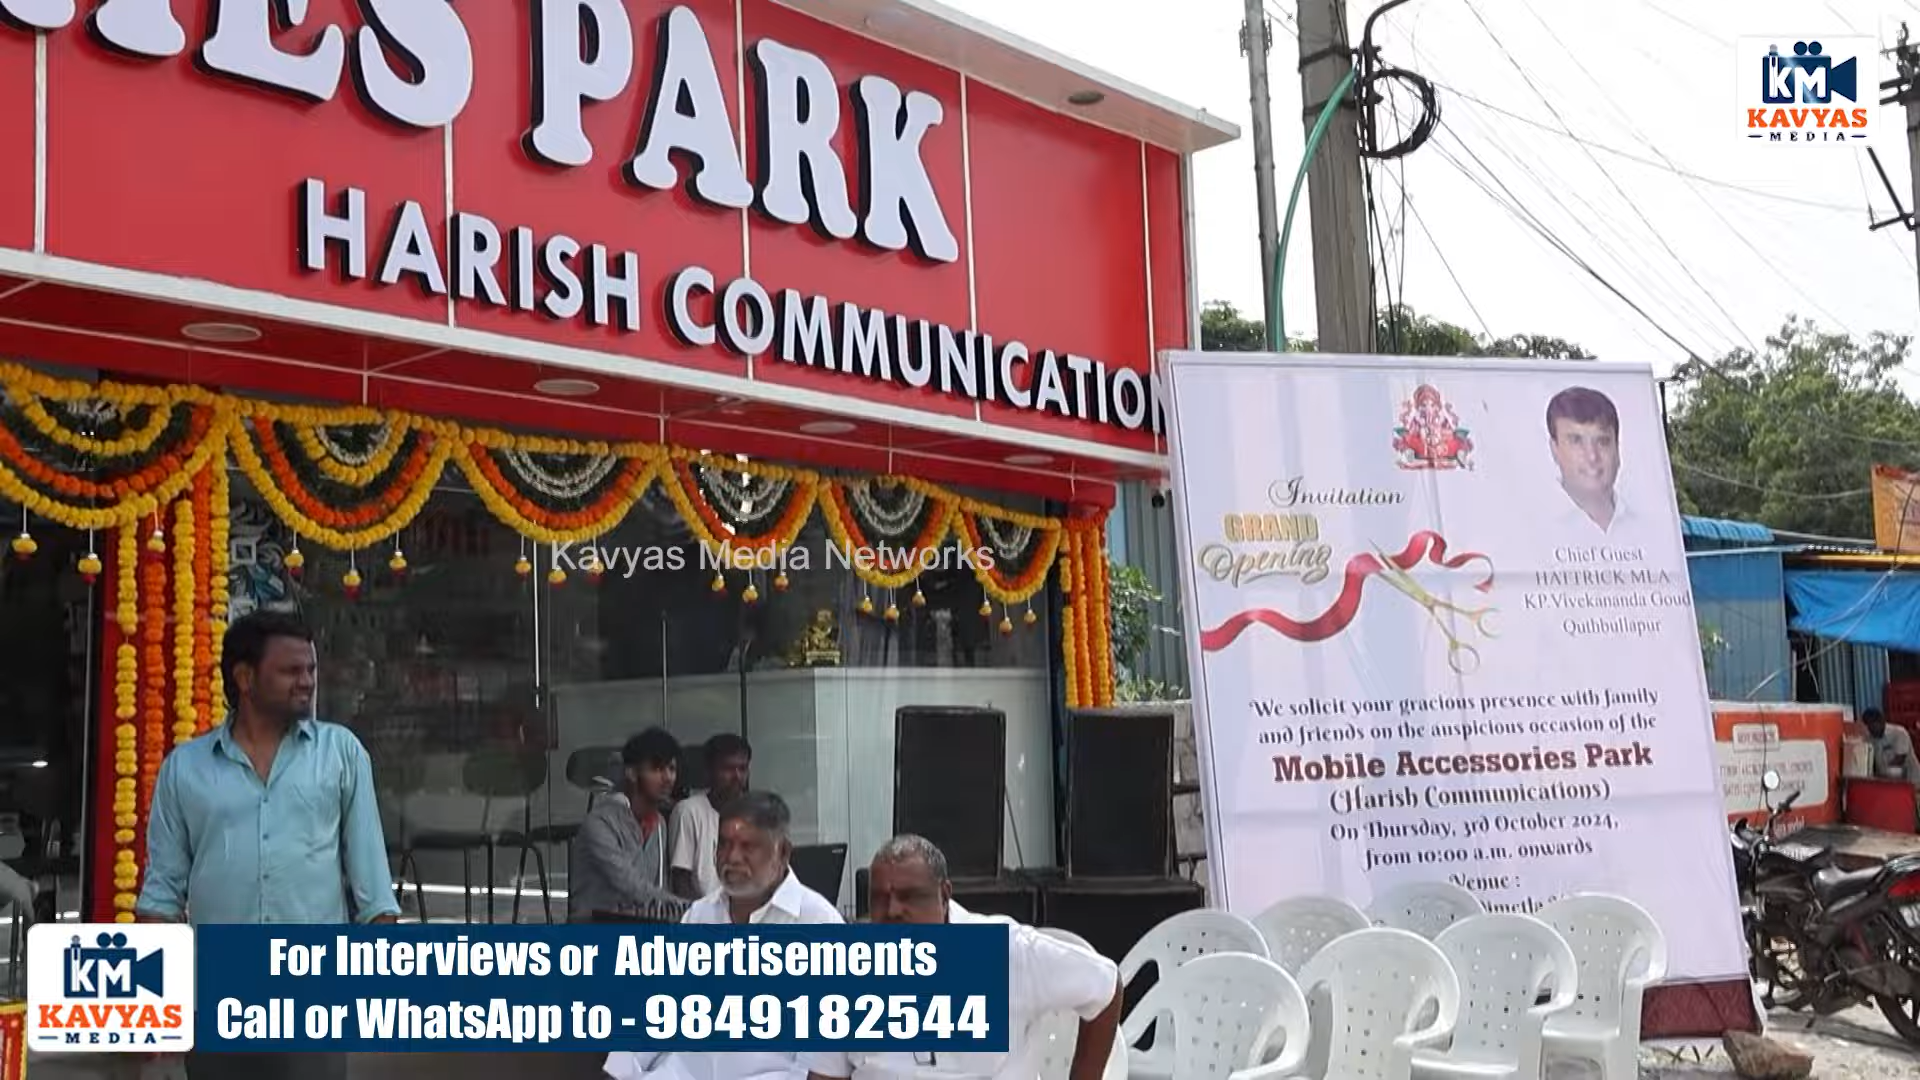 IES PARK
HARISH COMMUNICATION
KM
KAVYAS
MEDIA
Kavyas Media Networks
Invitation
GRAND
Opening
Chief Guest
HATTRICK MLA
K.P.Vivekananda Goud
Quthbullapur
We solicit your gracious presence with family
and friends on the auspicious occasion of the
Mobile Accessories Park
(Harish Communications)
On Thursday, 3rd October 2024,
from 10:00 a.m. onwards
Venue :
KM
KAVYAS
MEDIA
For Interviews or Advertisements
Call or WhatsApp to - 9849182544